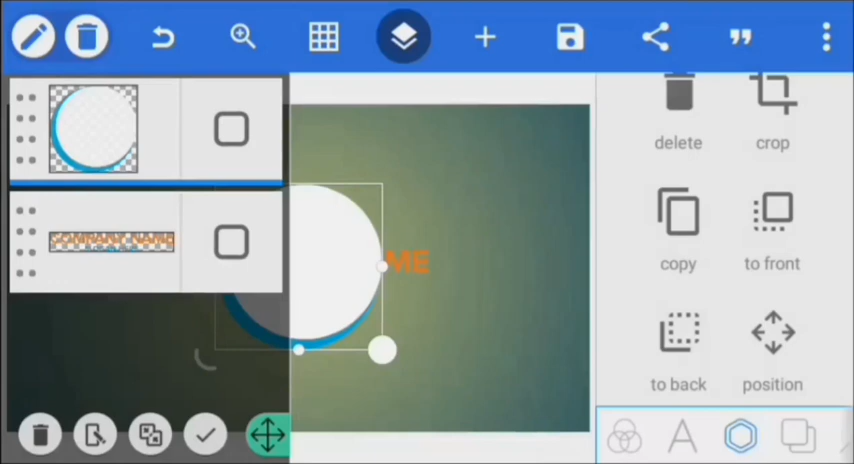 delete
crop
COMPANY NAME
ME
copy
to front
to back
position